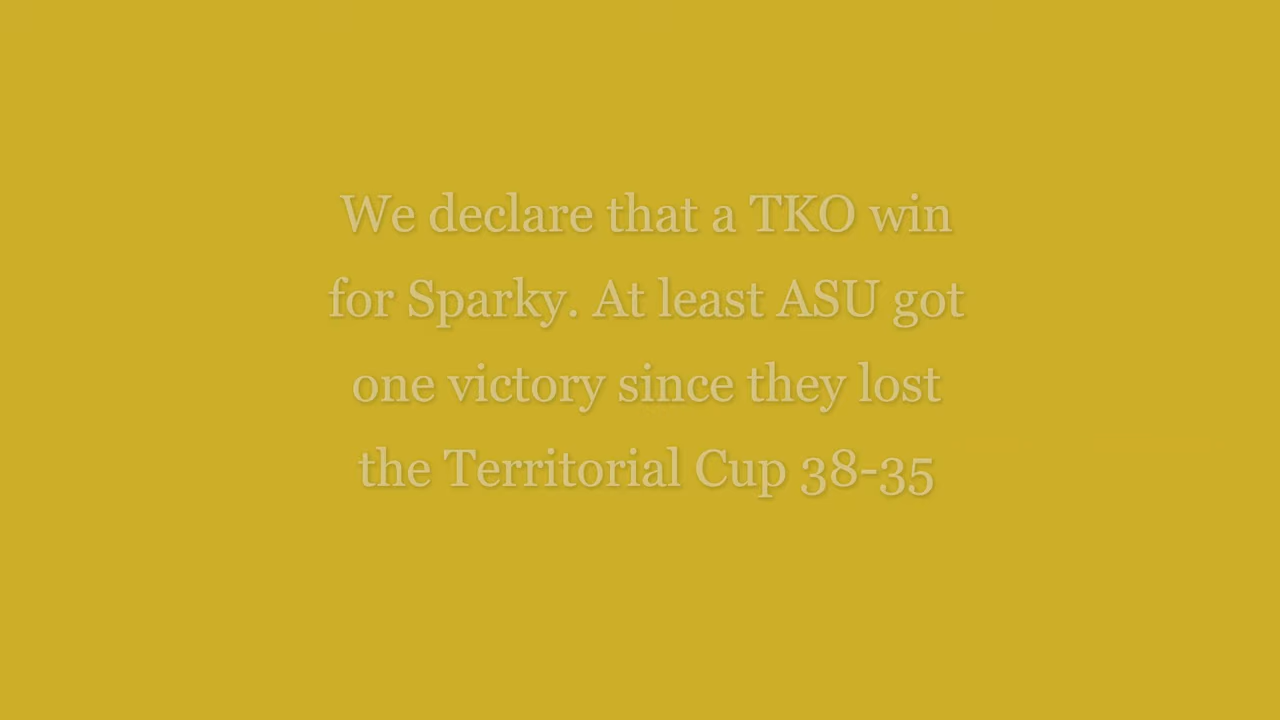 We declare that a TKO win
for Sparky. At least ASU got
one victory since they lost
the Territorial Cup 38-35